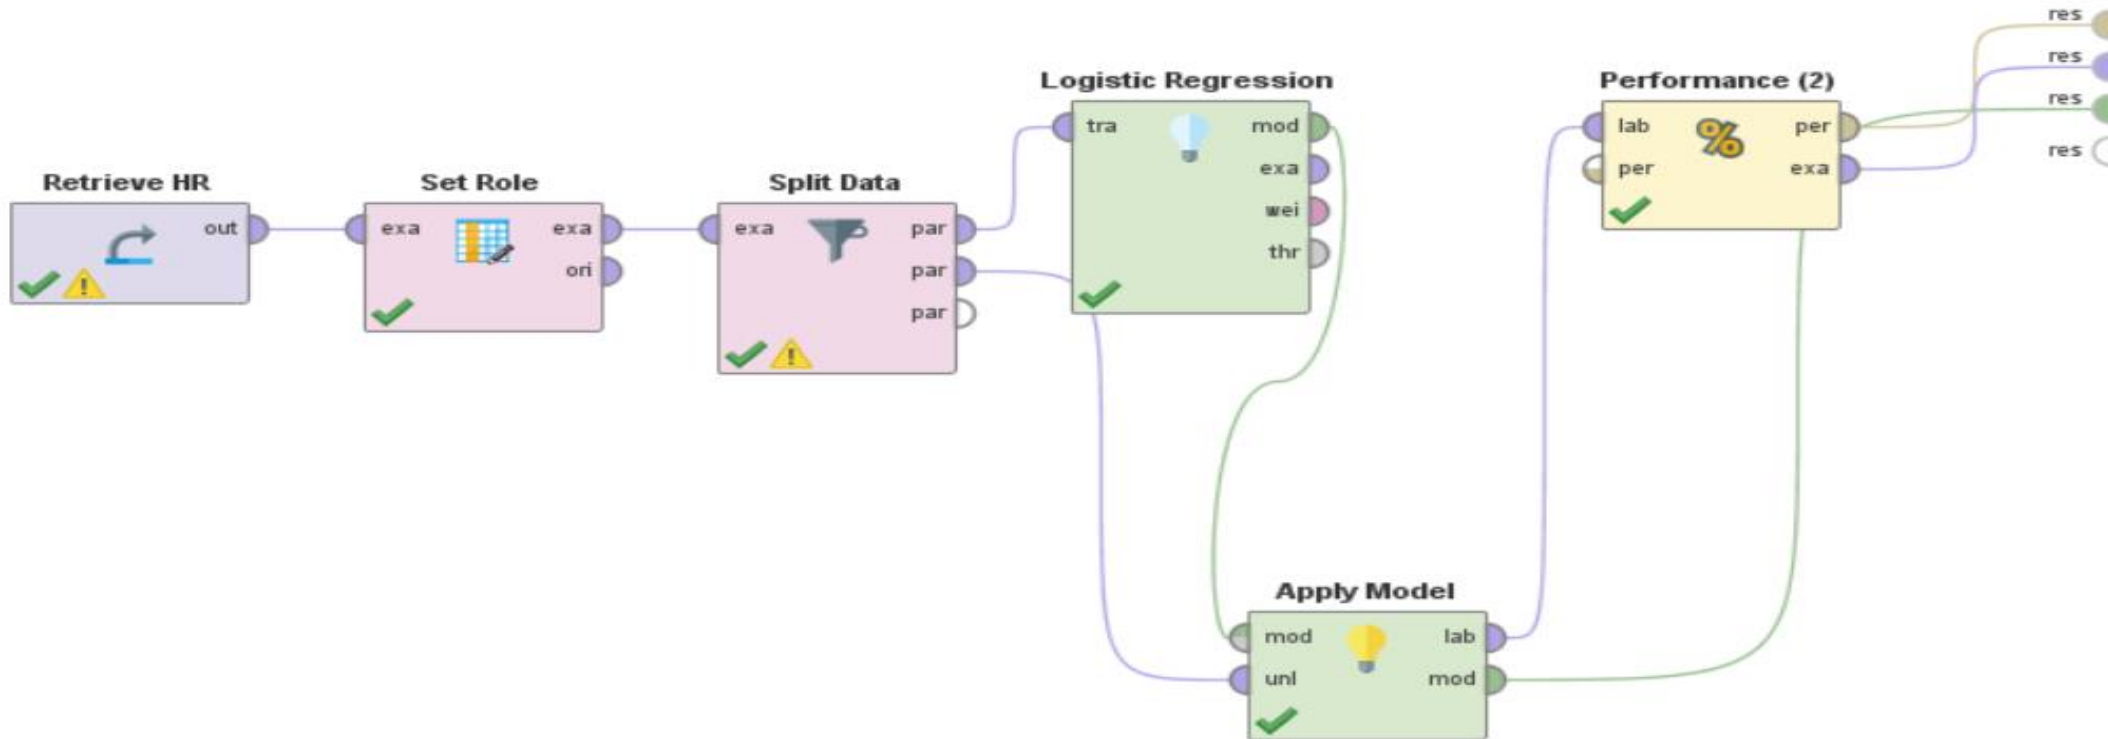 res
res
res
res
Logistic Regression
tra mod
exa
wei
thr
Performance (2)
lab per
per exa
Retrieve HR
out
Set Role
exa exa
ori
Split Data
exa par
par
par
Apply Model
mod lab
unl mod